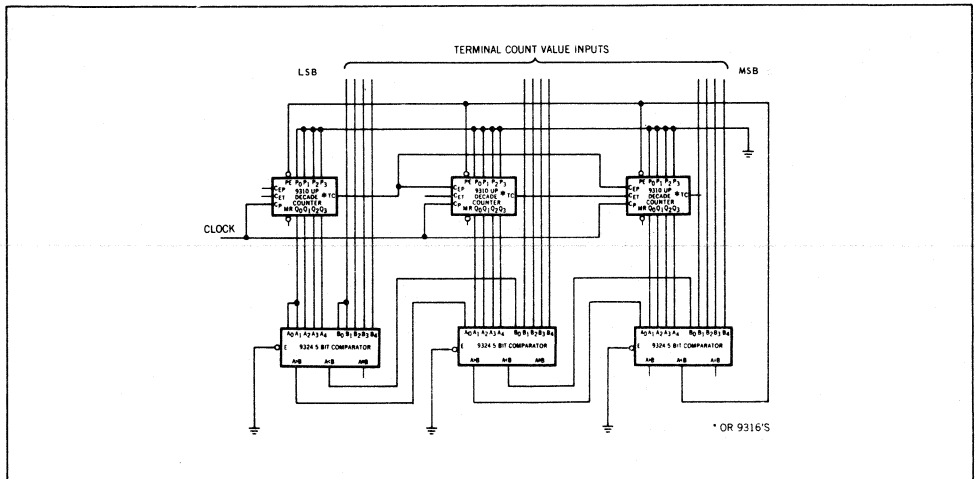 TERMINAL COUNT VALUE INPUTS
LSB MSB
PE P0 P1 P2 P3
CEP 9310 UP
CET DECADE *TC
CP COUNTER
MR Q0 Q1 Q2 Q3
PE P0 P1 P2 P3
CEP 9310 UP
CET DECADE *TC
CP COUNTER
MR Q0 Q1 Q2 Q3
PE P0 P1 P2 P3
CEP 9310 UP
CET DECADE *TC
CP COUNTER
MR Q0 Q1 Q2 Q3
CLOCK
A0 A1 A2 A3 A4 B0 B1 B2 B3 B4
E 9324 5 BIT COMPARATOR
A>B A<B A=B
A0 A1 A2 A3 A4 B0 B1 B2 B3 B4
E 9324 5 BIT COMPARATOR
A>B A<B A=B
A0 A1 A2 A3 A4 B0 B1 B2 B3 B4
E 9324 5 BIT COMPARATOR
A>B A<B A=B
* OR 9316'S